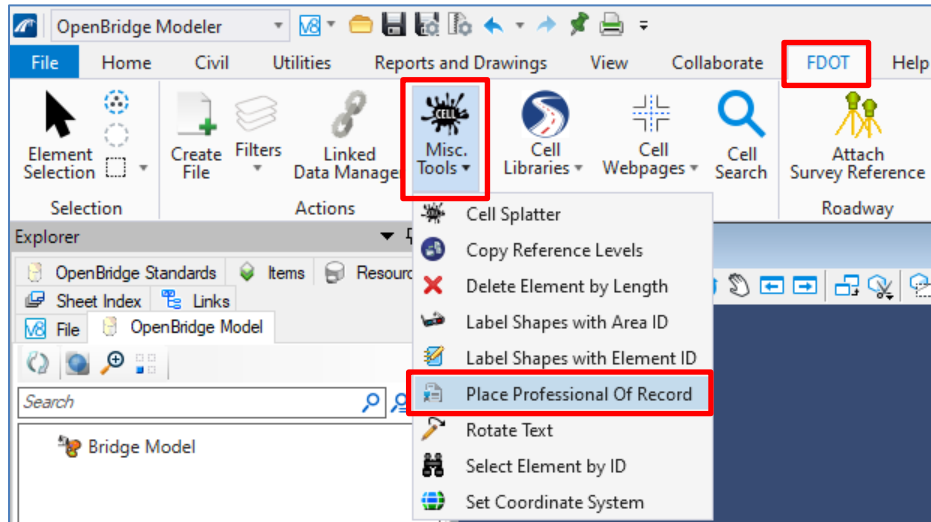 OpenBridge Modeler
File Home Civil Utilities Reports and Drawings View Collaborate FDOT Help
Element Selection
Create File
Filters
Linked Data Manage
CELL
Misc. Tools
Cell Libraries
Cell Webpages
Cell Search
Attach Survey Reference
Selection Actions Roadway
Explorer
OpenBridge Standards Items Resourc
Sheet Index Links
V8 File OpenBridge Model
Search
Bridge Model
Cell Splatter
Copy Reference Levels
Delete Element by Length
Label Shapes with Area ID
Label Shapes with Element ID
Place Professional Of Record
Rotate Text
Select Element by ID
Set Coordinate System